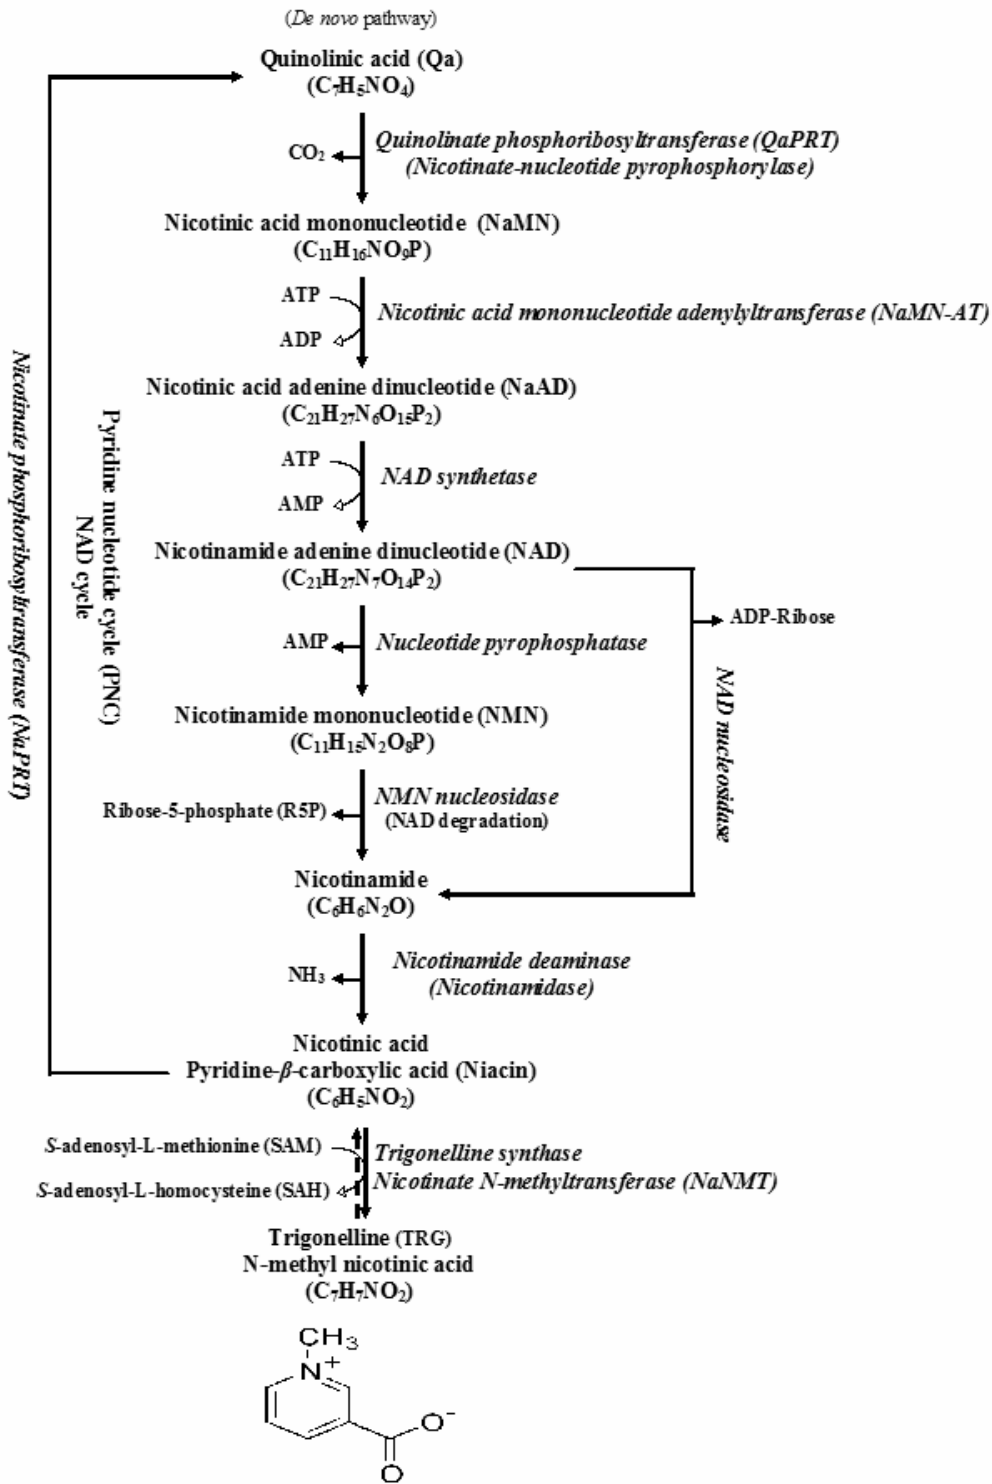 (De novo pathway)
Quinolinic acid (Qa)
(C₇H₅NO₄)
CO₂
Quinolinate phosphoribosyltransferase (QaPRT)
(Nicotinate-nucleotide pyrophosphorylase)
Nicotinic acid mononucleotide (NaMN)
(C₁₁H₁₆NO₉P)
ATP
ADP
Nicotinic acid mononucleotide adenylyltransferase (NaMN-AT)
Nicotinic acid adenine dinucleotide (NaAD)
(C₂₁H₂₇N₆O₁₅P₂)
ATP
AMP
NAD synthetase
Nicotinamide adenine dinucleotide (NAD)
(C₂₁H₂₇N₇O₁₄P₂)
ADP-Ribose
NAD nucleosidase
AMP
Nucleotide pyrophosphatase
Nicotinamide mononucleotide (NMN)
(C₁₁H₁₅N₂O₈P)
Ribose-5-phosphate (R5P)
NMN nucleosidase
(NAD degradation)
Nicotinamide
(C₆H₆N₂O)
NH₃
Nicotinamide deaminase
(Nicotinamidase)
Nicotinic acid
Pyridine-β-carboxylic acid (Niacin)
(C₆H₅NO₂)
Nicotinate phosphoribosyltransferase (NaPRT)
Pyridine nucleotide cycle (PNC)
NAD cycle
S-adenosyl-L-methionine (SAM)
S-adenosyl-L-homocysteine (SAH)
Trigonelline synthase
Nicotinate N-methyltransferase (NaNMT)
Trigonelline (TRG)
N-methyl nicotinic acid
(C₇H₇NO₂)
CH₃
N⁺
O⁻
O